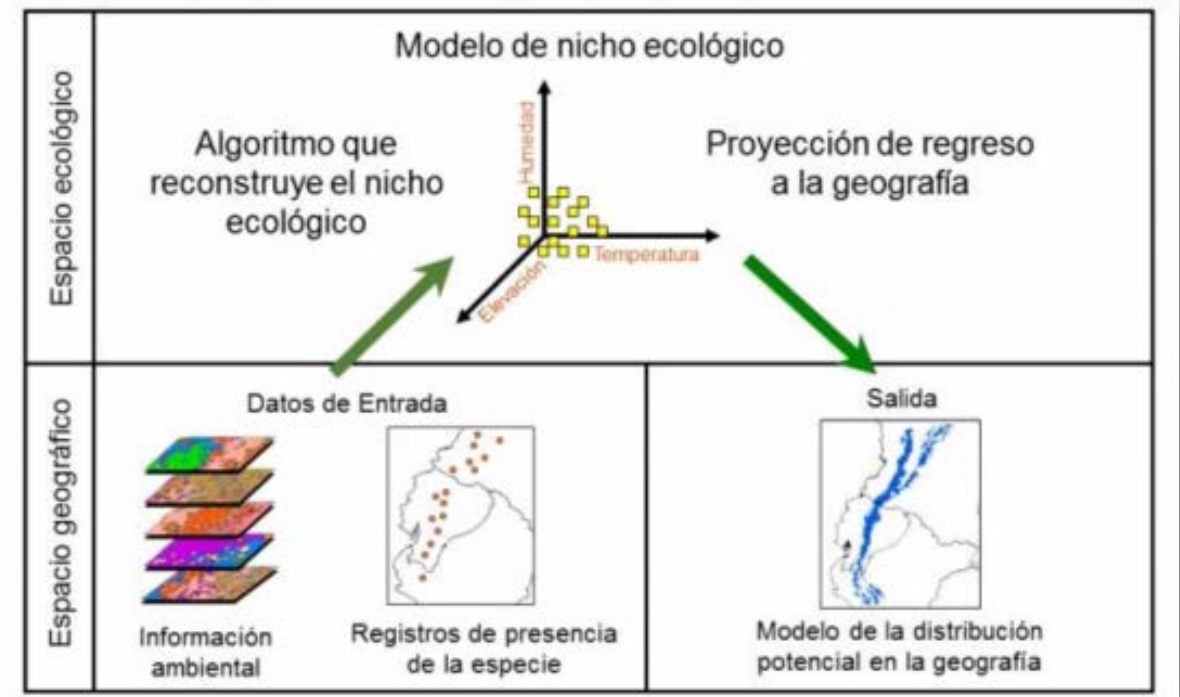 Espacio ecológico
Modelo de nicho ecológico
Algoritmo que
reconstruye el nicho
ecológico
Humedad
Temperatura
Elevación
Proyección de regreso
a la geografía
Espacio geográfico
Datos de Entrada
Información
ambiental
Registros de presencia
de la especie
Salida
Modelo de la distribución
potencial en la geografía